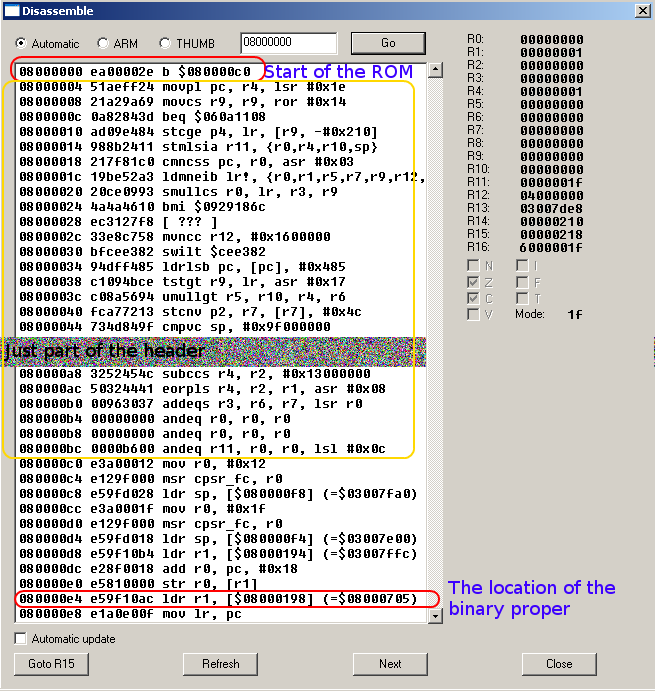 Disassemble
Automatic ARM THUMB 08000000 Go
08000000 ea00002e b $080000c0 Start of the ROM
08000004 51aeff24 movpl pc, r4, lsr #0x1e
08000008 21a29a69 movcs r9, r9, ror #0x14
0800000c 0a82843d beq $060a1108
08000010 ad09e484 stcge p4, lr, [r9, -#0x210]
08000014 988b2411 stmlsia r11, {r0,r4,r10,sp}
08000018 217f81c0 cmncss pc, r0, asr #0x03
0800001c 19be52a3 ldmneib lr!, {r0,r1,r5,r7,r9,r12,
08000020 20ce0993 smullcs r0, lr, r3, r9
08000024 4a4a4610 bmi $0929186c
08000028 ec3127f8 [ ??? ]
0800002c 33e8c758 mvncc r12, #0x1600000
08000030 bfcee382 swilt $cee382
08000034 94dff485 ldrlsb pc, [pc], #0x485
08000038 c1094bce tstgt r9, lr, asr #0x17
0800003c c08a5694 umullgt r5, r10, r4, r6
08000040 fca77213 stcnv p2, r7, [r7], #0x4c
08000044 734d849f cmpvc sp, #0x9f000000
Just part of the header
080000a8 3252454c subccs r4, r2, #0x13000000
080000ac 50324441 eorpls r4, r2, r1, asr #0x08
080000b0 00963037 addeqs r3, r6, r7, lsr r0
080000b4 00000000 andeq r0, r0, r0
080000b8 00000000 andeq r0, r0, r0
080000bc 0000b600 andeq r11, r0, r0, lsl #0x0c
080000c0 e3a00012 mov r0, #0x12
080000c4 e129f000 msr cpsr_fc, r0
080000c8 e59fd028 ldr sp, [$080000f8] (=$03007fa0)
080000cc e3a0001f mov r0, #0x1f
080000d0 e129f000 msr cpsr_fc, r0
080000d4 e59fd018 ldr sp, [$080000f4] (=$03007e00)
080000d8 e59f10b4 ldr r1, [$08000194] (=$03007ffc)
080000dc e28f0018 add r0, pc, #0x18
080000e0 e5810000 str r0, [r1]
080000e4 e59f10ac ldr r1, [$08000198] (=$08000705)
080000e8 e1a0e00f mov lr, pc
The location of the
binary proper
R0: 00000000
R1: 00000001
R2: 00000000
R3: 00000000
R4: 00000001
R5: 00000000
R6: 00000000
R7: 00000000
R8: 00000000
R9: 00000000
R10: 00000000
R11: 0000001f
R12: 04000000
R13: 03007de8
R14: 00000210
R15: 00000218
R16: 6000001f
N I
Z F
C T
V Mode: 1f
Automatic update
Goto R15 Refresh Next Close